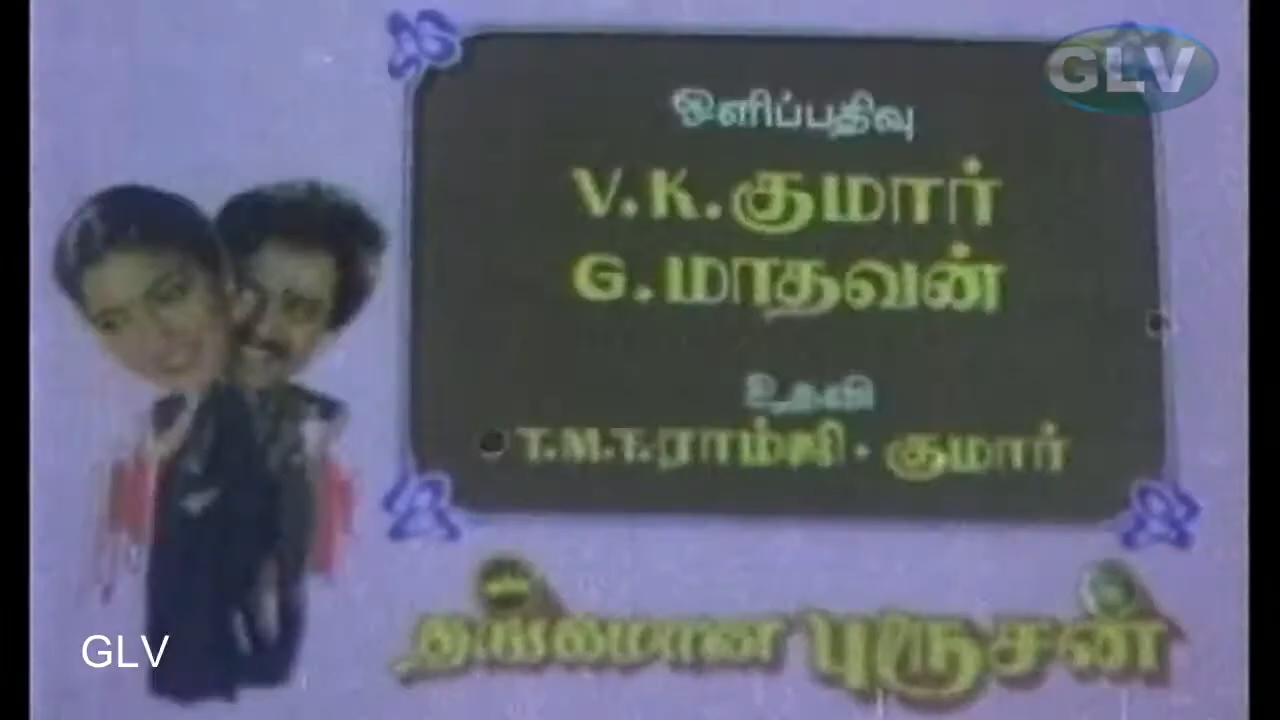 GLV
ஒளிப்பதிவு
V.K.குமார்
G.மாதவன்
உதவி
T.M.T.ராம்ஜி · குமார்
தங்கமான புருசன்
GLV